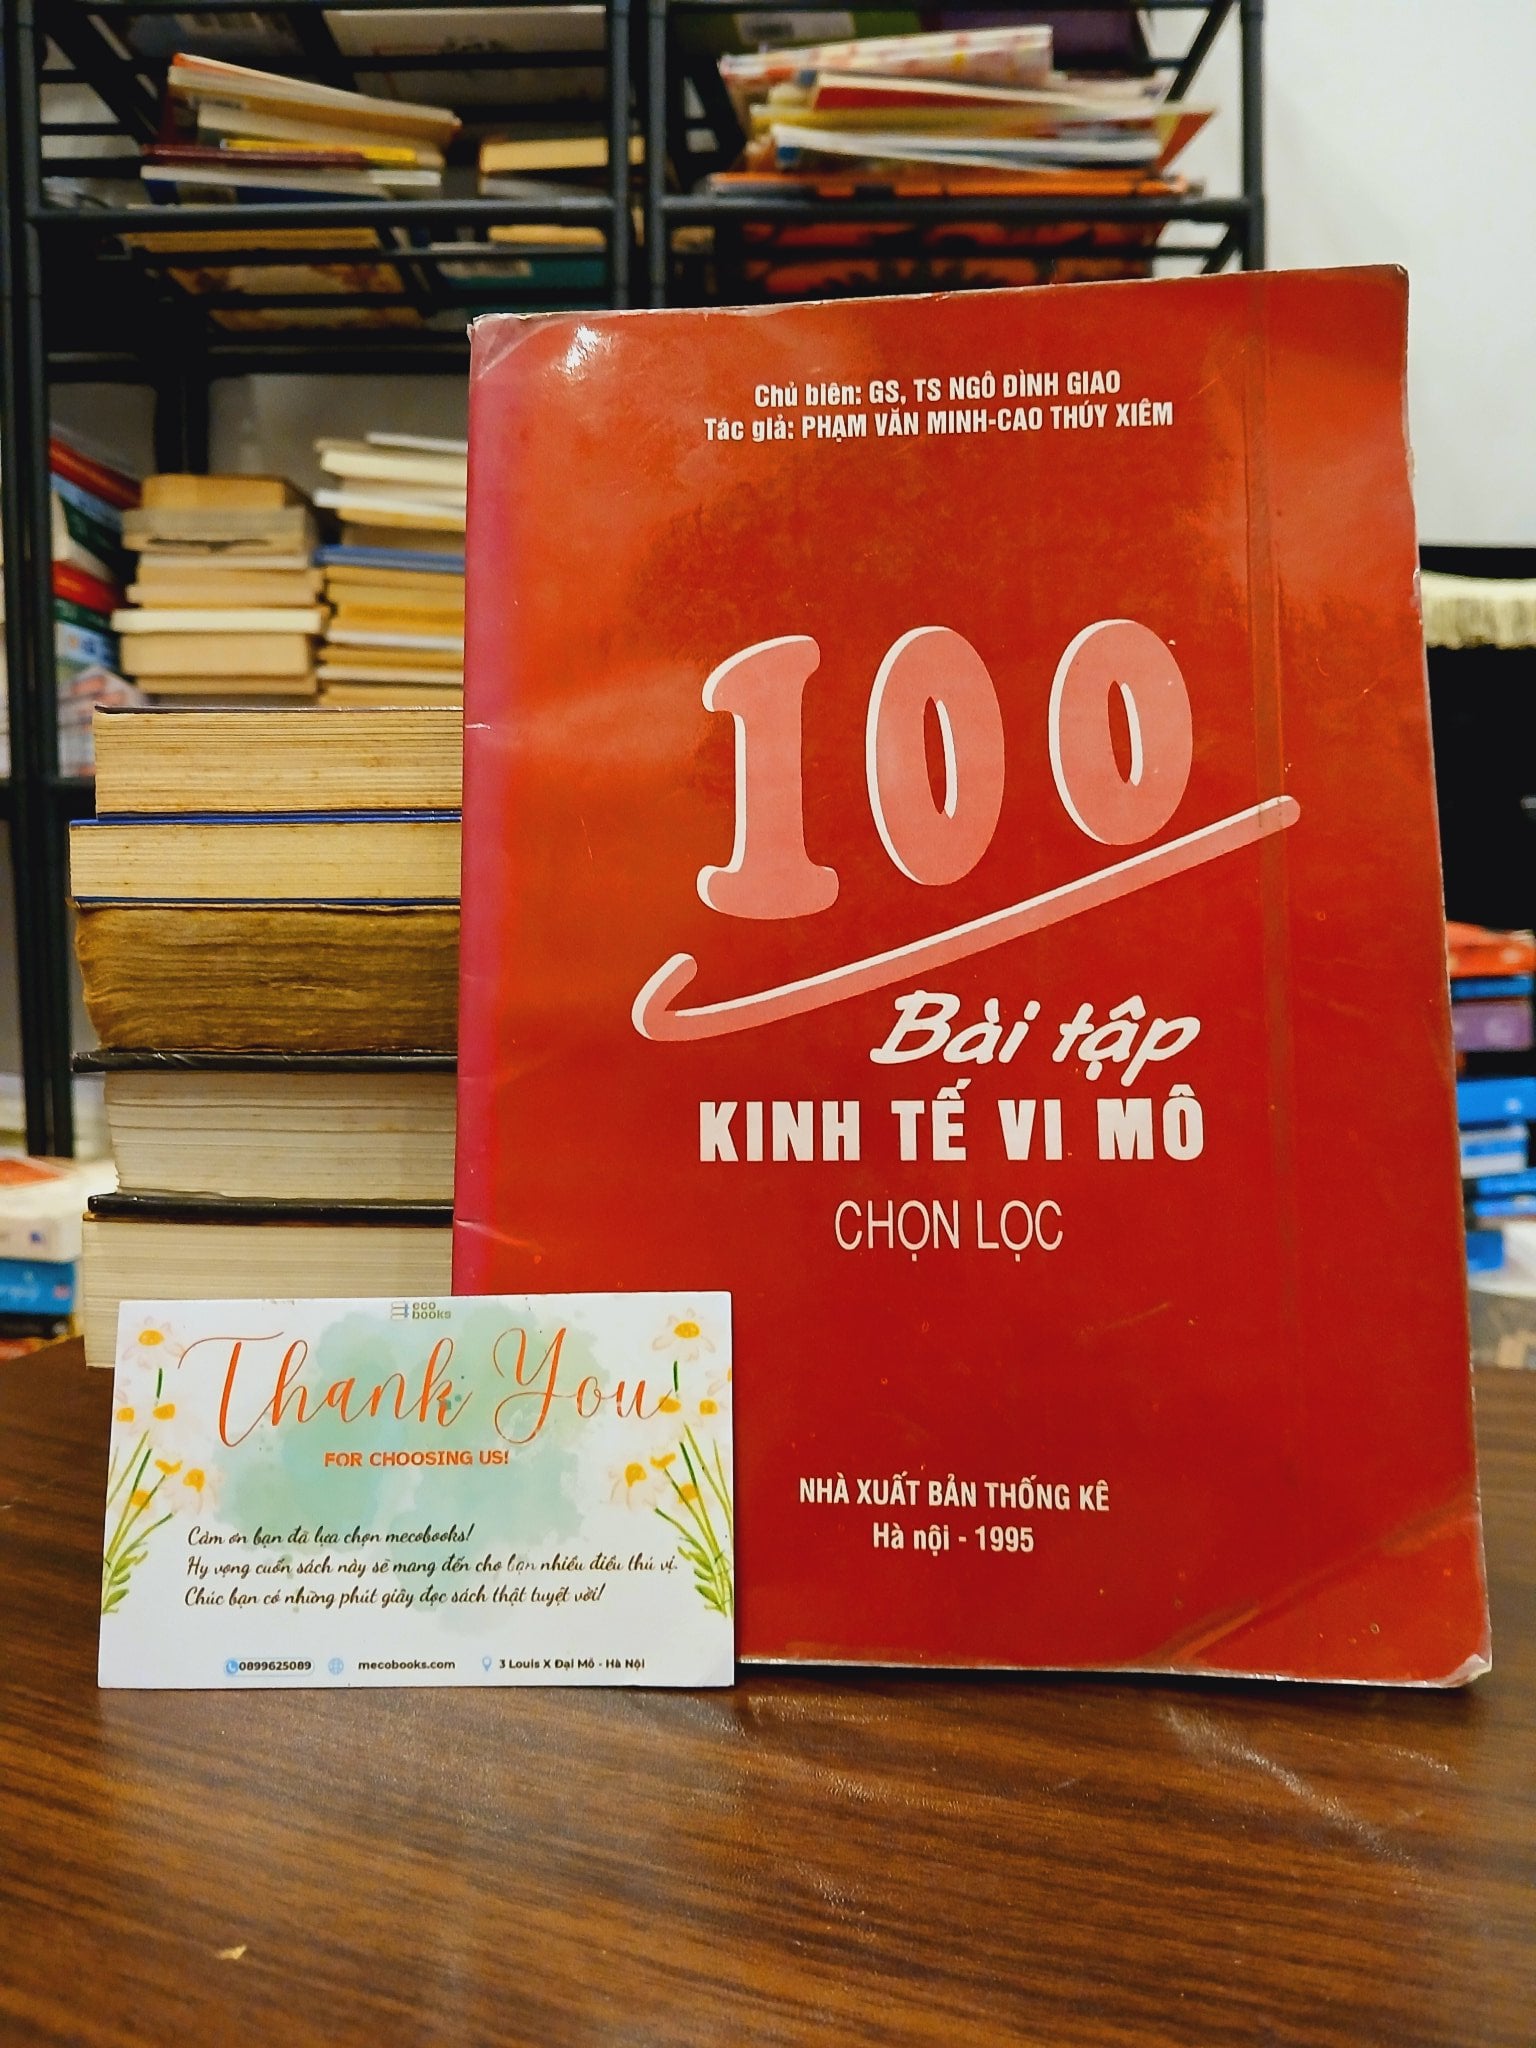 Chủ biên: GS, TS NGÔ ĐÌNH GIAO
Tác giả: PHẠM VĂN MINH-CAO THÚY XIÊM
100
Bài tập
KINH TẾ VI MÔ
CHỌN LỌC
NHÀ XUẤT BẢN THỐNG KÊ
Hà nội - 1995
eco
books
Thank You
FOR CHOOSING US!
Cảm ơn bạn đã lựa chọn mecobooks!
Hy vọng cuốn sách này sẽ mang đến cho bạn nhiều điều thú vị.
Chúc bạn có những phút giây đọc sách thật tuyệt vời!
0899625089 mecobooks.com 3 Louis X Đại Mỗ - Hà Nội